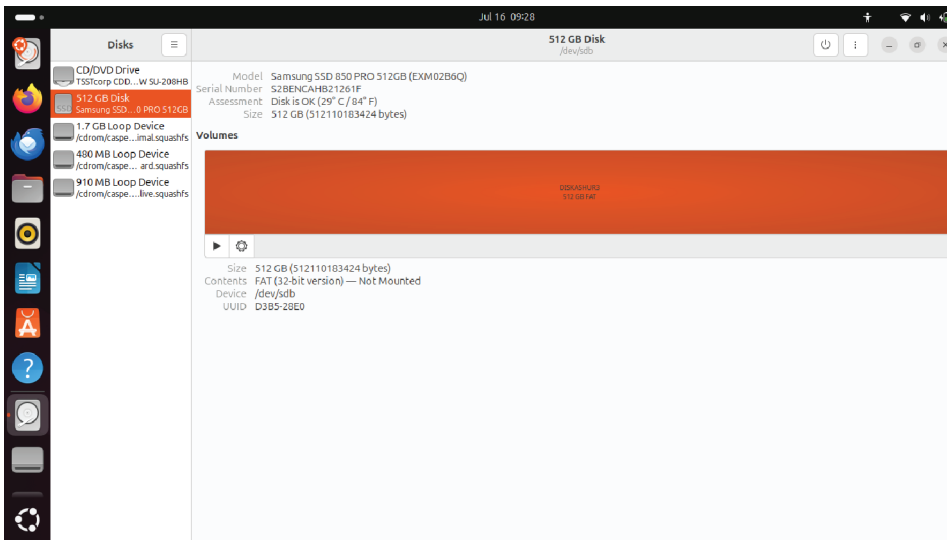 Jul 16 09:28
Disks
512 GB Disk
/dev/sdb
CD/DVD Drive
TSSTcorp CDD...W SU-208HB
512 GB Disk
Samsung SSD...0 PRO 512GB
1.7 GB Loop Device
/cdrom/caspe...imal.squashfs
480 MB Loop Device
/cdrom/caspe... ard.squashfs
910 MB Loop Device
/cdrom/caspe....live.squashfs
Model Samsung SSD 850 PRO 512GB (EXM02B6Q)
Serial Number S2BENCAHB21261F
Assessment Disk is OK (29° C / 84° F)
Size 512 GB (512110183424 bytes)
Volumes
DISKASHUR3
512 GB FAT
Size 512 GB (512110183424 bytes)
Contents FAT (32-bit version) — Not Mounted
Device /dev/sdb
UUID D3B5-28E0